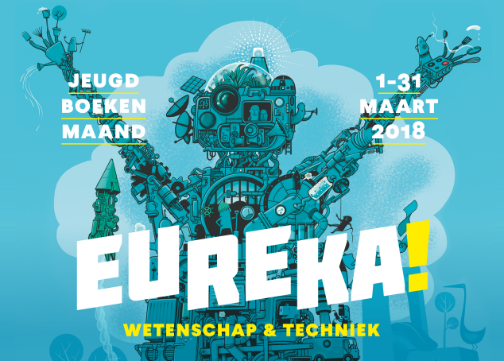 JEUGD
BOEKEN
MAAND
1-31
MAART
2018
EUREKA!
WETENSCHAP & TECHNIEK